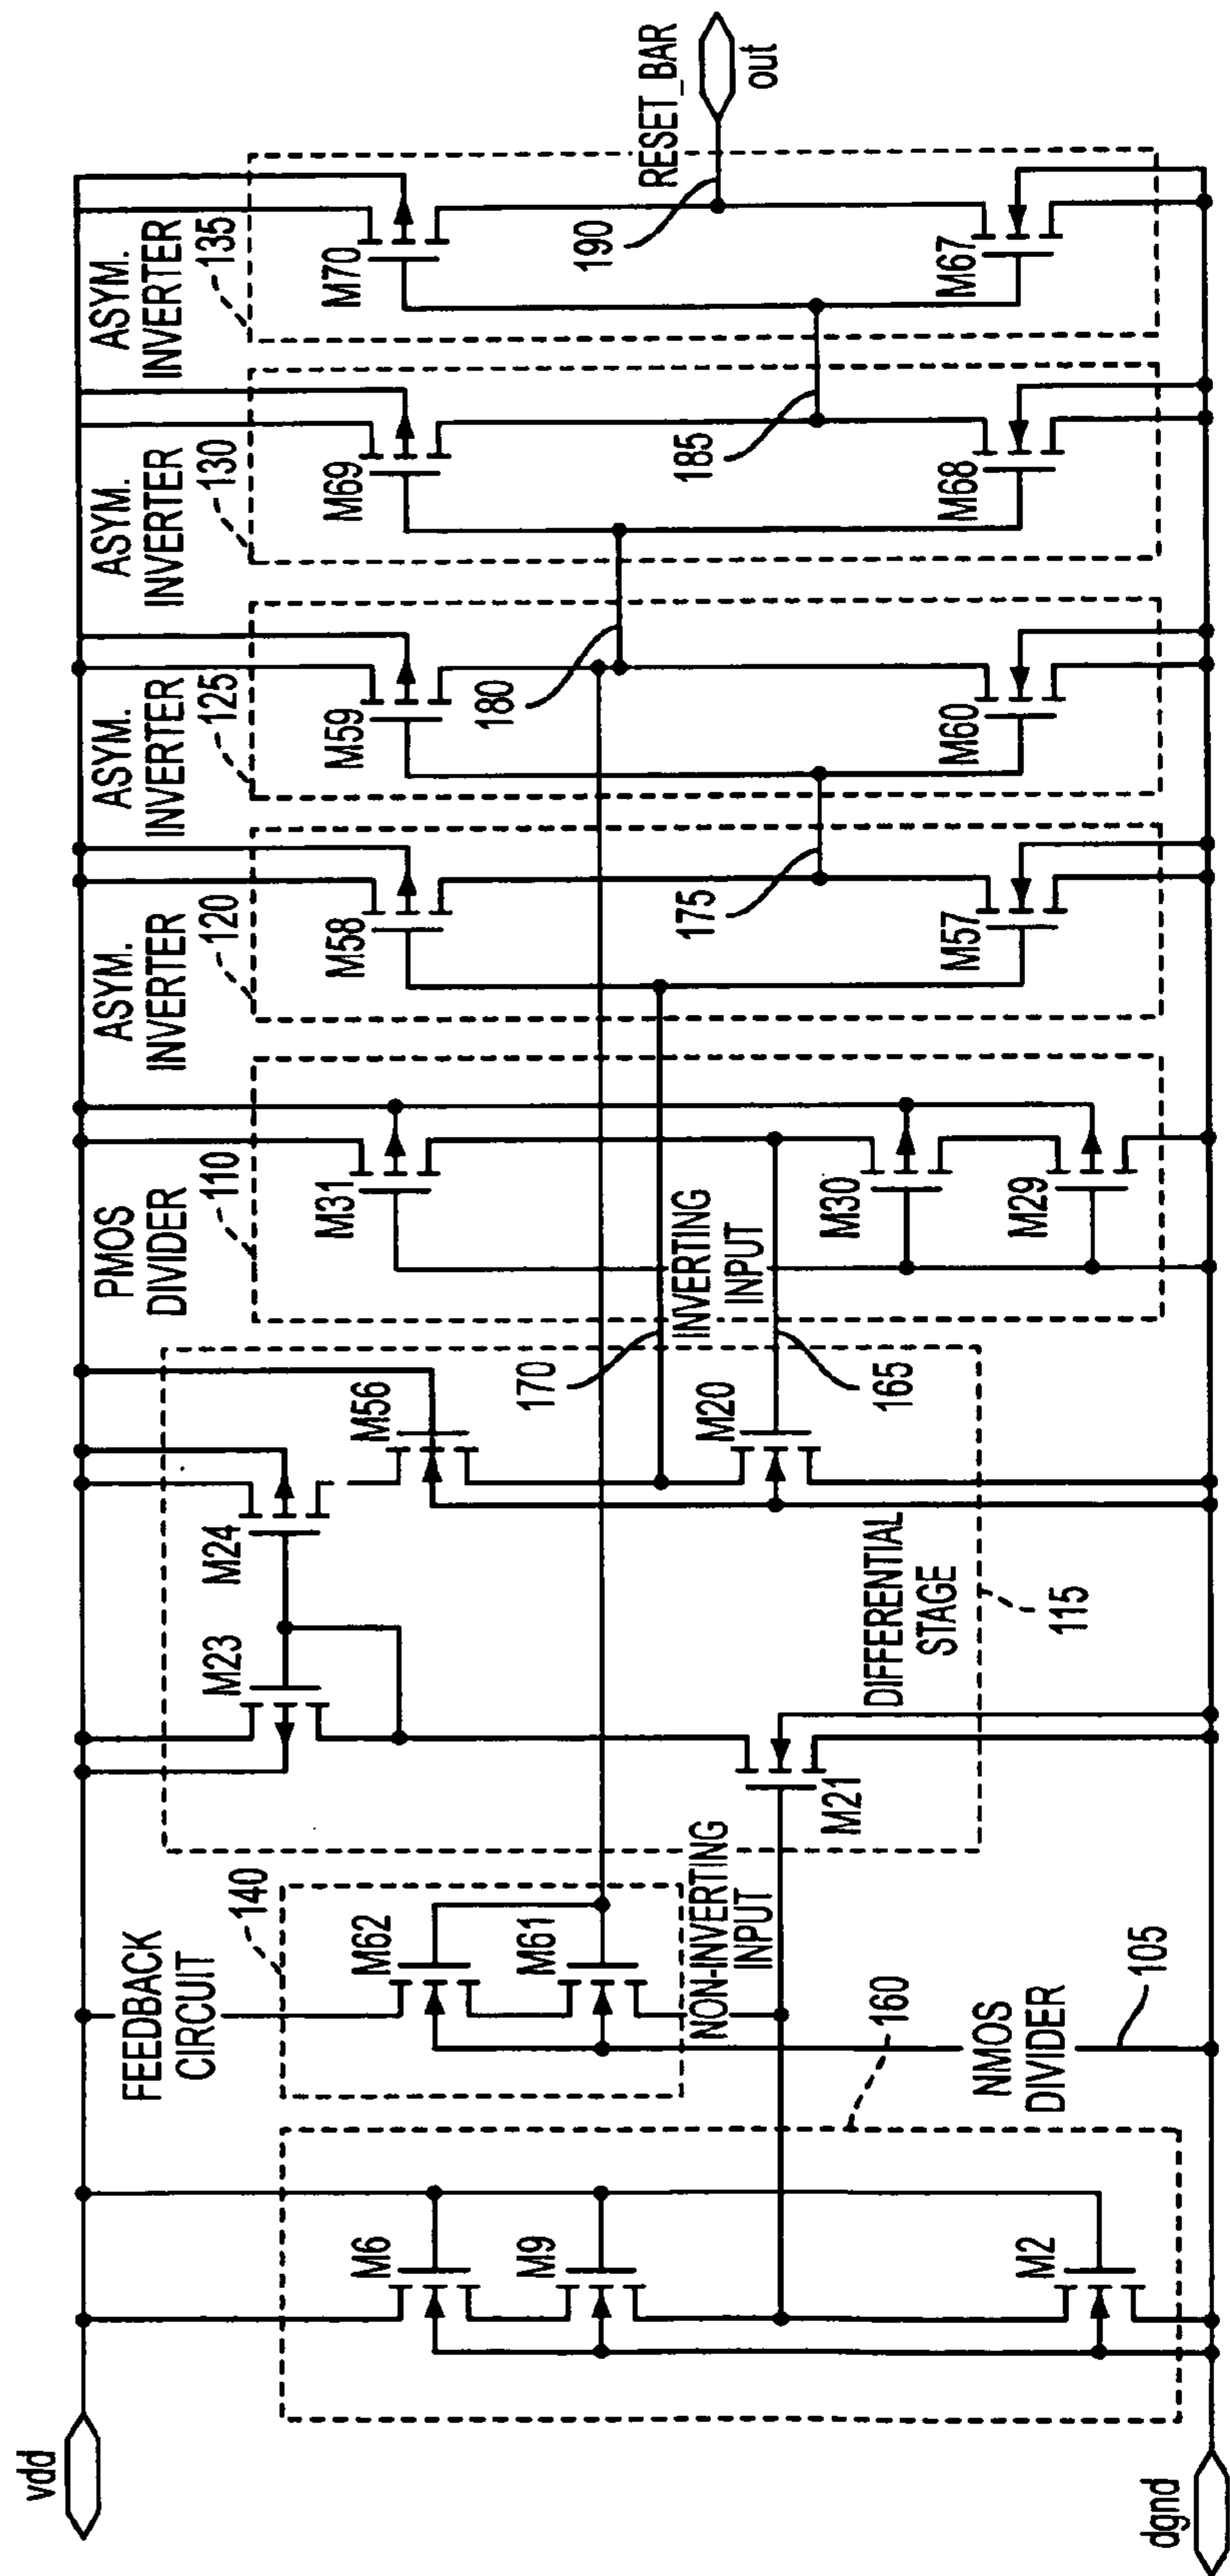 vdd
dgnd
M6
M9
M2
160
FEEDBACK
CIRCUIT
140
M62
M61
NON-INVERTING
INPUT
NMOS
DIVIDER
105
M23
M24
M21
M56
M20
DIFFERENTIAL
STAGE
115
170
165
INVERTING
INPUT
PMOS
DIVIDER
110
M31
M30
M29
ASYM.
INVERTER
120
M58
M57
175
ASYM.
INVERTER
125
M59
M60
180
ASYM.
INVERTER
130
M69
M68
185
ASYM.
INVERTER
135
M70
M67
190
RESET_BAR
out